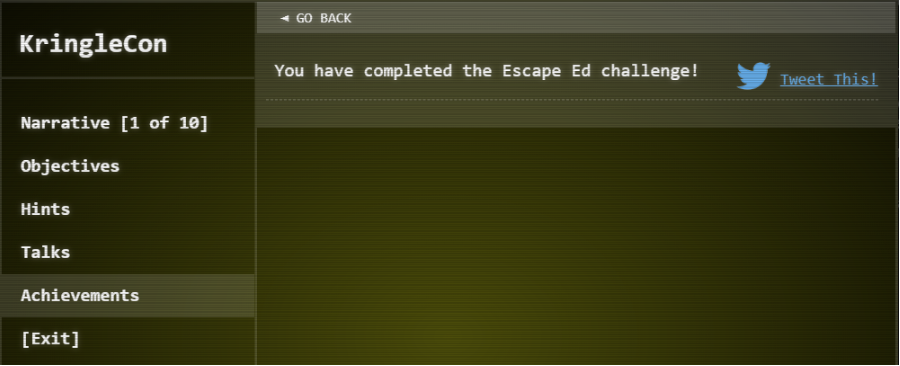 KringleCon
Narrative [1 of 10]
Objectives
Hints
Talks
Achievements
[Exit]
◄ GO BACK
You have completed the Escape Ed challenge!
Tweet This!